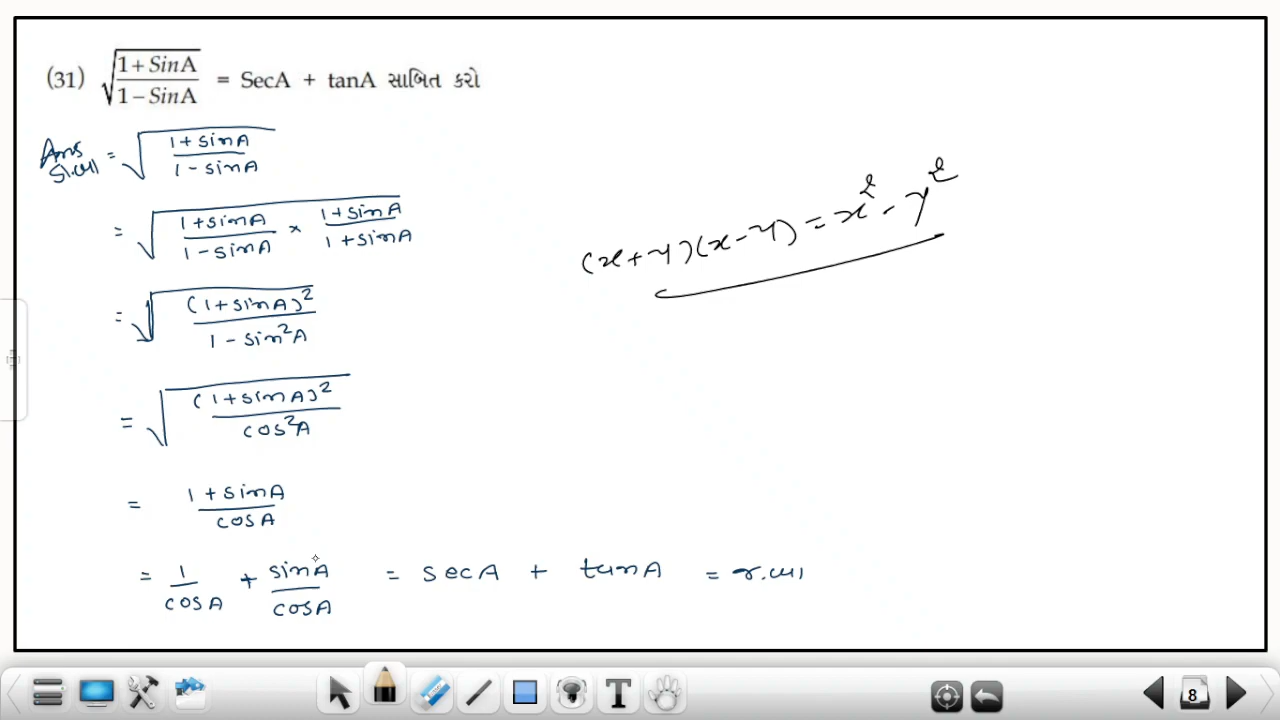 (31) √((1 + SinA)/(1 − SinA)) = SecA + tanA સાબિત કરો
Ans
ડા.બા = √((1 + sinA)/(1 - sinA))
= √((1+sinA)/(1-sinA) × (1+sinA)/(1+sinA))
= √((1+sinA)²/(1 - sin²A))
= √((1+sinA)²/cos²A)
= (1+sinA)/cosA
= 1/cosA + sinA/cosA = secA + tanA = જ.બા
(x+y)(x-y) = x² - y²
8
T